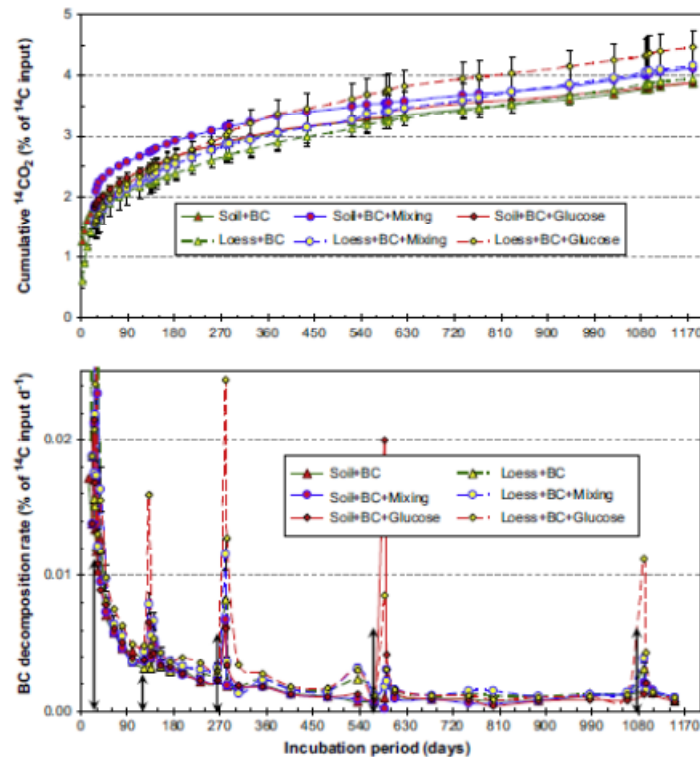 Cumulative ¹⁴CO₂ (% of ¹⁴C input)
5
4
3
2
1
0
Soil+BC
Soil+BC+Mixing
Soil+BC+Glucose
Loess+BC
Loess+BC+Mixing
Loess+BC+Glucose
0 90 180 270 360 450 540 630 720 810 900 990 1080 1170
BC decomposition rate (% of ¹⁴C input d⁻¹)
0.02
0.01
0.00
Soil+BC
Loess+BC
Soil+BC+Mixing
Loess+BC+Mixing
Soil+BC+Glucose
Loess+BC+Glucose
0 90 180 270 360 450 540 630 720 810 900 990 1080 1170
Incubation period (days)